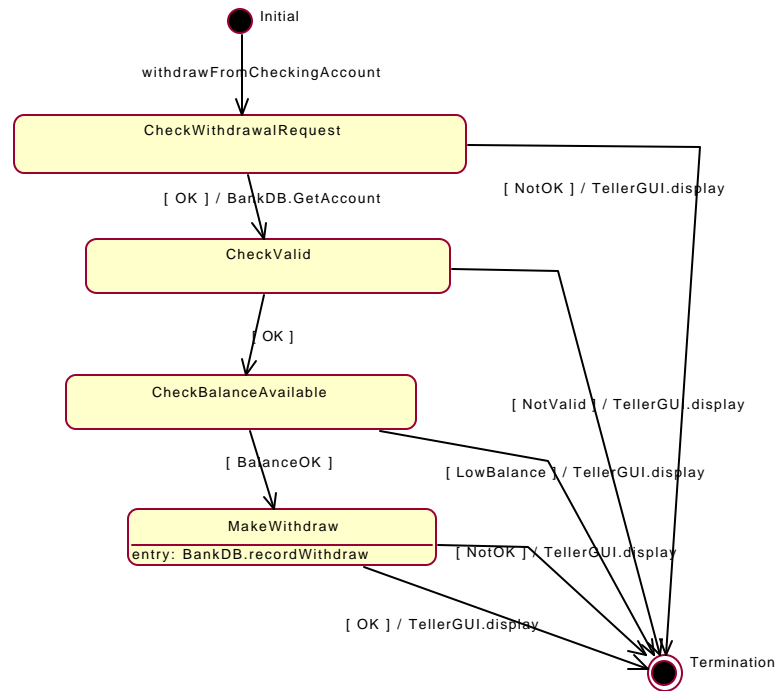 Initial
withdrawFromCheckingAccount
CheckWithdrawalRequest
[ NotOK ] / TellerGUI.display
[ OK ] / BankDB.GetAccount
CheckValid
[ OK ]
CheckBalanceAvailable
[ NotValid ] / TellerGUI.display
[ BalanceOK ]
[ LowBalance ] / TellerGUI.display
MakeWithdraw
entry: BankDB.recordWithdraw
[ NotOK ] / TellerGUI.display
[ OK ] / TellerGUI.display
Termination